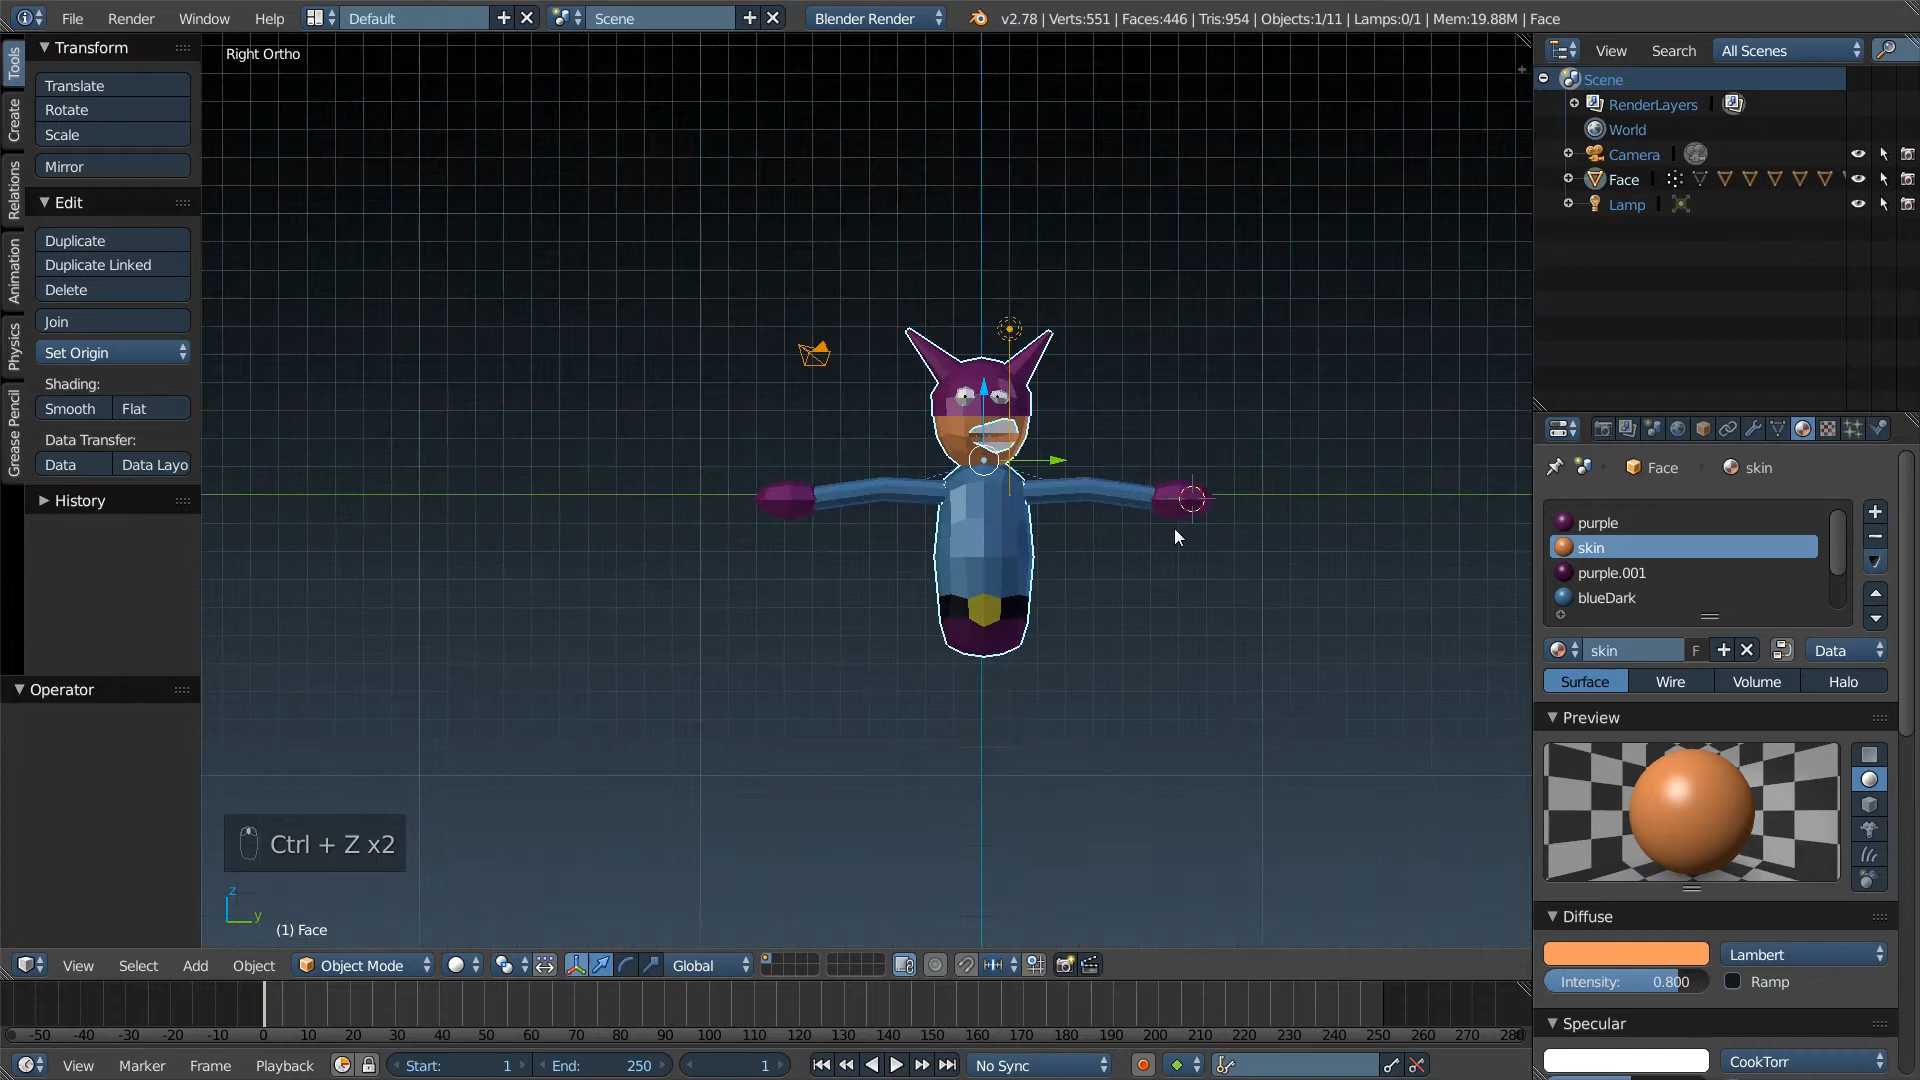 File Render Window Help Default Scene Blender Render v2.78 | Verts:551 | Faces:446 | Tris:954 | Objects:1/11 | Lamps:0/1 | Mem:19.88M | Face
Tools
Create
Relations
Animation
Physics
Grease Pencil
Transform
Translate
Rotate
Scale
Mirror
Edit
Duplicate
Duplicate Linked
Delete
Join
Set Origin
Shading:
Smooth Flat
Data Transfer:
Data Data Layo
History
Operator
Right Ortho
Ctrl + Z x2
z
y
(1) Face
View Select Add Object Object Mode Global
View Search All Scenes
Scene
RenderLayers
World
Camera
Face
Lamp
Face skin
purple
skin
purple.001
blueDark
skin F Data
Surface Wire Volume Halo
Preview
Diffuse
Lambert
Intensity: 0.800 Ramp
Specular
CookTorr
-50 -40 -30 -20 -10 0 10 20 30 40 50 60 70 80 90 100 110 120 130 140 150 160 170 180 190 200 210 220 230 240 250 260 270 280
View Marker Frame Playback Start: 1 End: 250 1 No Sync